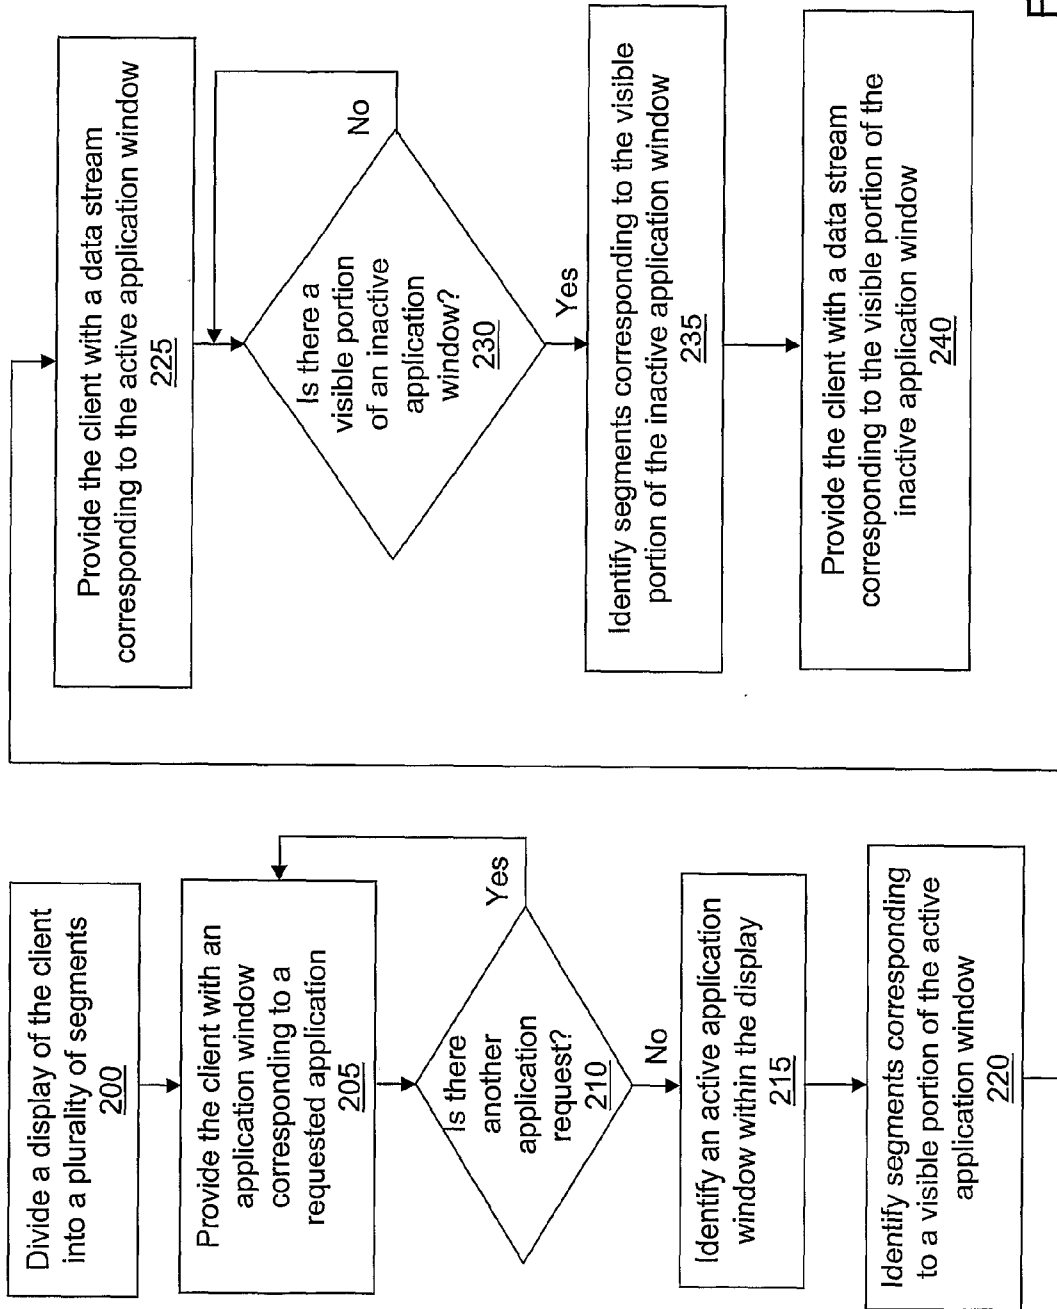 Divide a display of the client
into a plurality of segments
200
Provide the client with an
application window
corresponding to a
requested application
205
Is there
another
application
request?
210
Yes
No
Identify an active application
window within the display
215
Identify segments corresponding
to a visible portion of the active
application window
220
Provide the client with a data stream
corresponding to the active application window
225
Is there a
visible portion
of an inactive
application
window?
230
No
Yes
Identify segments corresponding to the visible
portion of the inactive application window
235
Provide the client with a data stream
corresponding to the visible portion of the
inactive application window
240